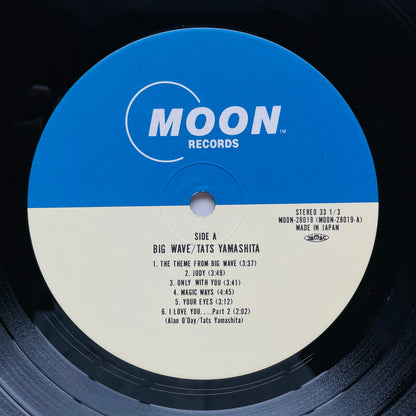 MOON
TM
RECORDS
STEREO 33 1/3
MOON-28019 (MOON-28019-A)
MADE IN JAPAN
SIDE A
BIG WAVE/TATS YAMASHITA
1. THE THEME FROM BIG WAVE (3:37)
2. JODY (3:49)
3. ONLY WITH YOU (3:41)
4. MAGIC WAYS (4:45)
5. YOUR EYES (3:12)
6. I LOVE YOU....Part 2 (2:02)
(Alan O'Day/Tats Yamashita)